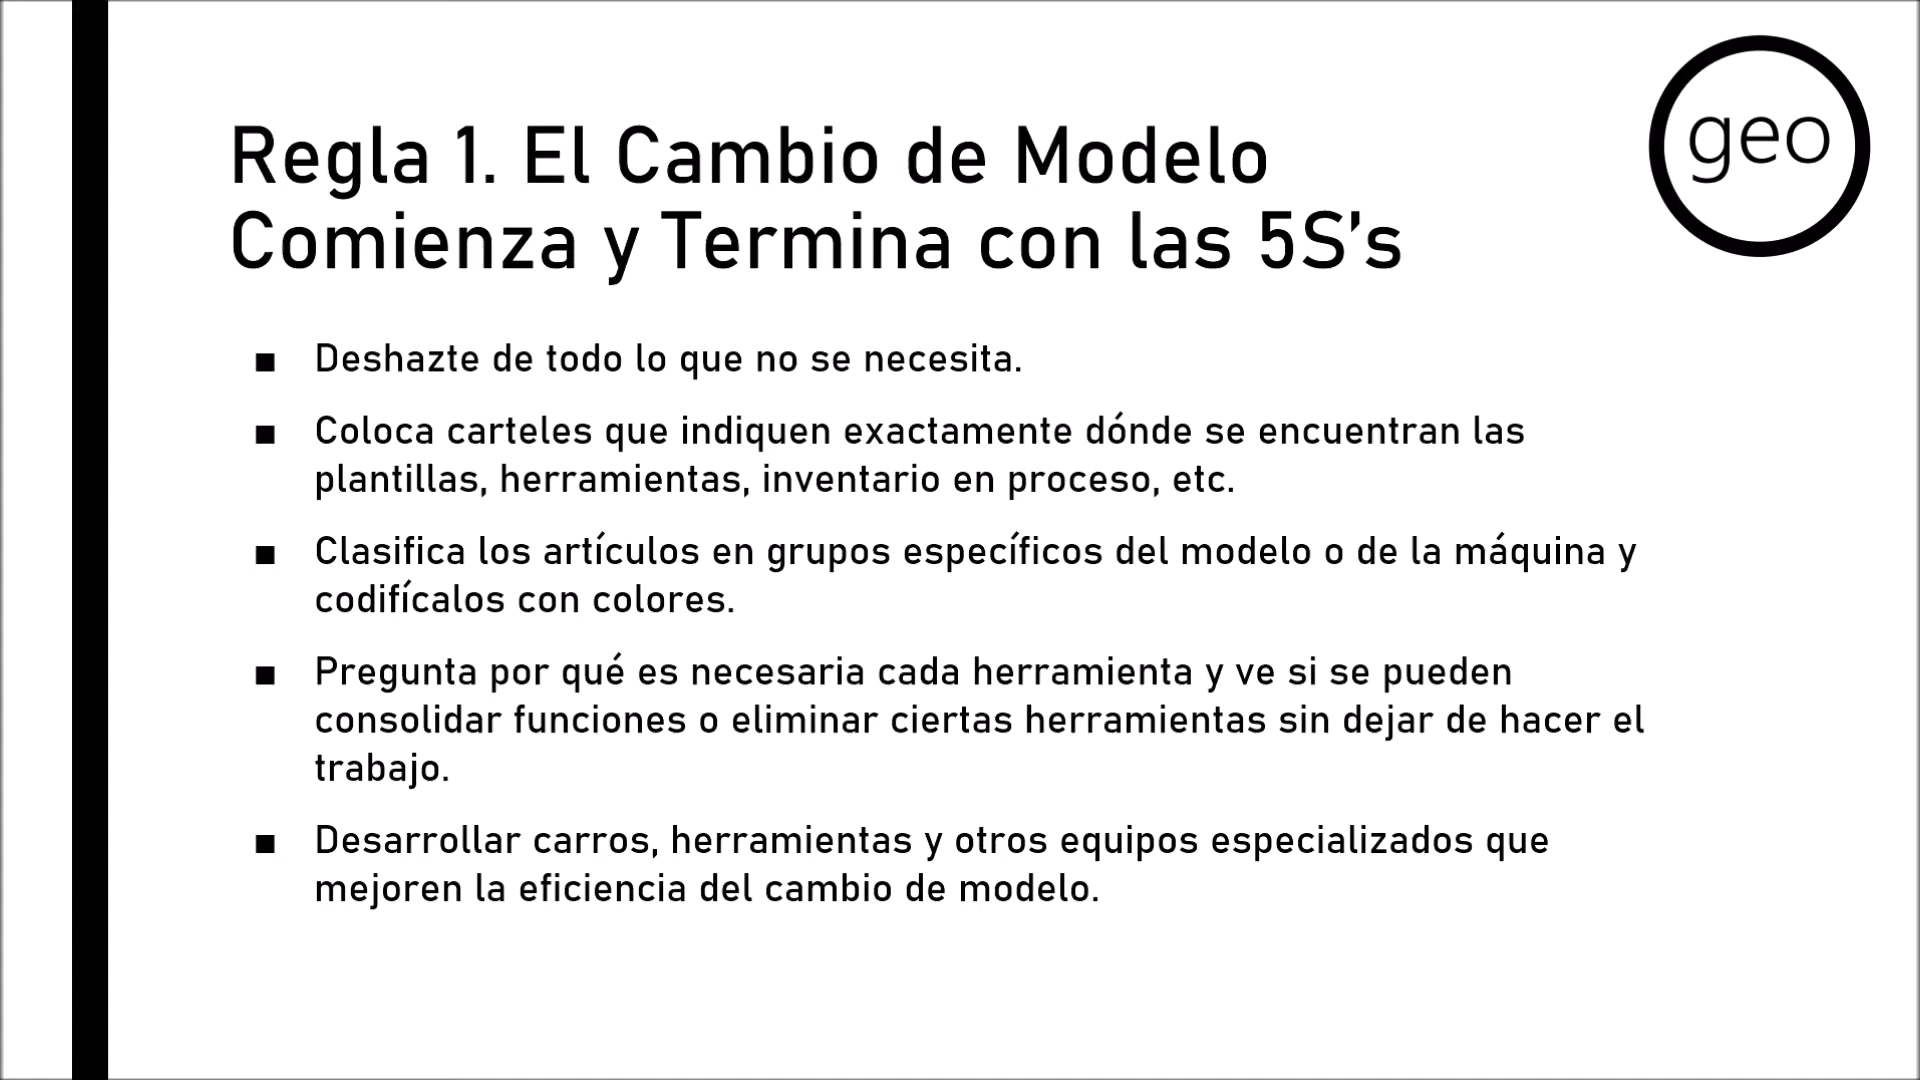 Regla 1. El Cambio de Modelo
Comienza y Termina con las 5S's
geo
■ Deshazte de todo lo que no se necesita.
■ Coloca carteles que indiquen exactamente dónde se encuentran las
plantillas, herramientas, inventario en proceso, etc.
■ Clasifica los artículos en grupos específicos del modelo o de la máquina y
codifícalos con colores.
■ Pregunta por qué es necesaria cada herramienta y ve si se pueden
consolidar funciones o eliminar ciertas herramientas sin dejar de hacer el
trabajo.
■ Desarrollar carros, herramientas y otros equipos especializados que
mejoren la eficiencia del cambio de modelo.